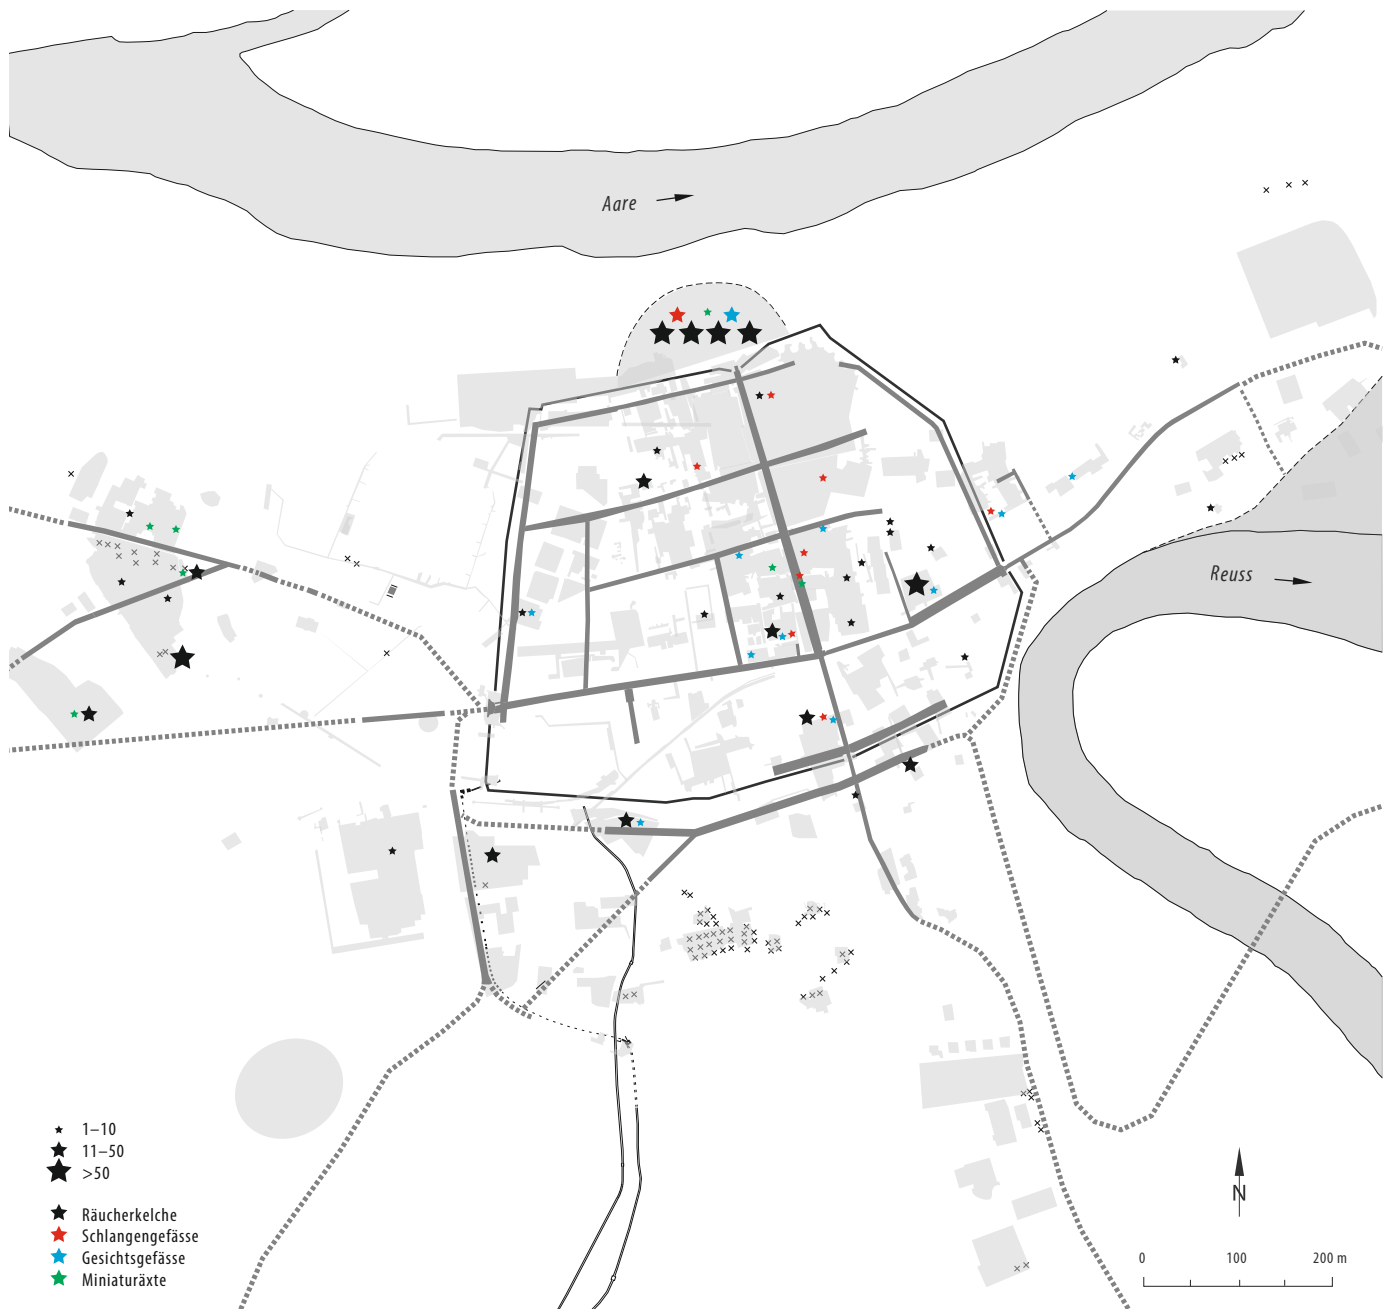 Aare
Reuss
1–10
11–50
>50
Räucherkelche
Schlangengefässe
Gesichtsgefässe
Miniaturäxte
N
0 100 200 m